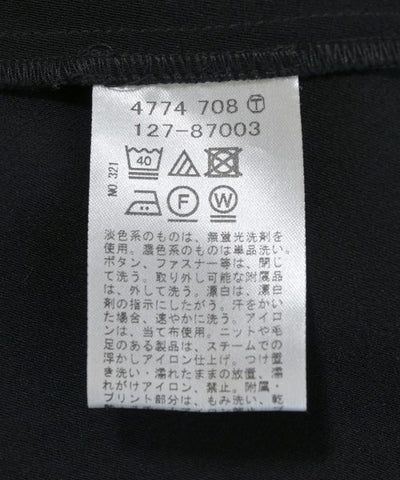 4774 708 Ⓣ
127-87003
NO.321
40
F W
淡色系のものは、無蛍光洗剤を
使用。濃色系のものは単品洗い。
ボタン、ファスナー等は、閉じ
て洗う。取り外し可能な附属品
は、外して洗う。漂白は、漂白
剤の指示にしたがう。汗をかい
た場合、速やかに洗う。アイロ
ンは、当て布使用。ニットや毛
足のある製品は、スチームでの
浮かしアイロン仕上げ。つけ置
き洗い・濡れたままの放置、濡
れがけアイロン、禁止。附属・
プリント部分は、もみ洗い、乾